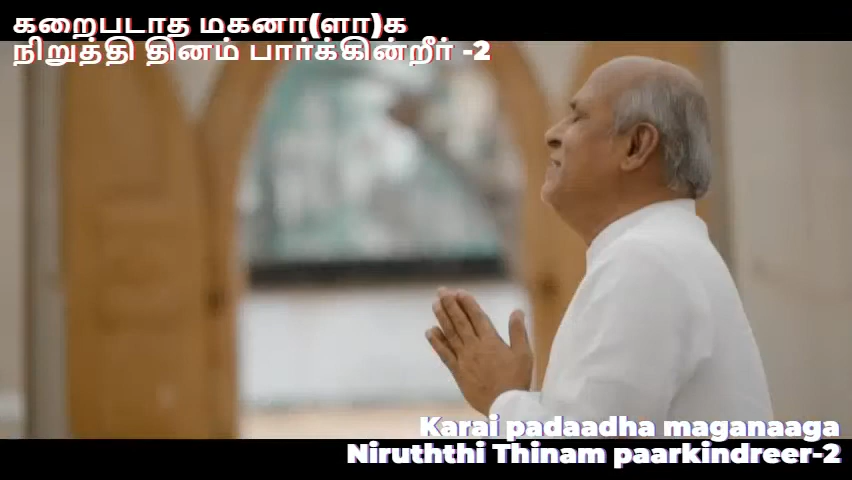 கறைபடாத மகனா(ளா)க
நிறுத்தி தினம் பார்க்கின்றீர் -2
Karai padaadha maganaaga
Niruththi Thinam paarkindreer-2